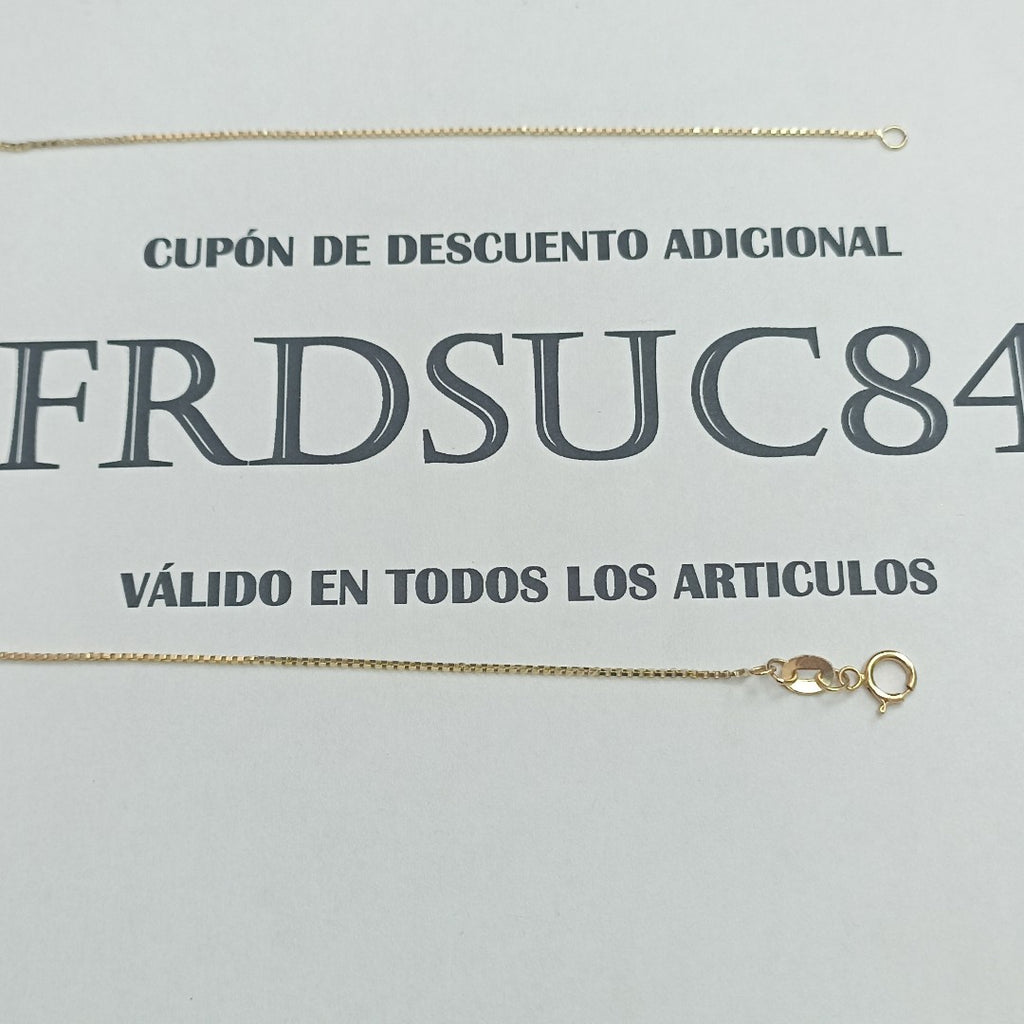 CUPÓN DE DESCUENTO ADICIONAL
FRDSUC84
VÁLIDO EN TODOS LOS ARTICULOS